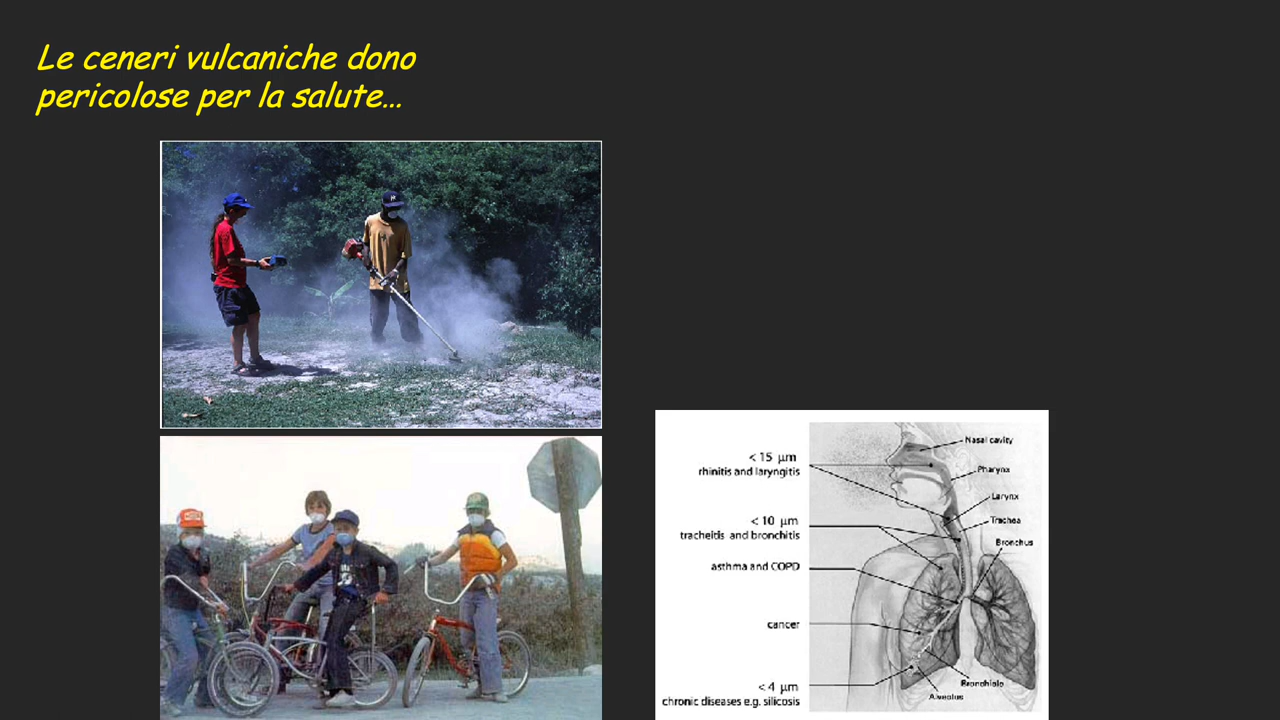 Le ceneri vulcaniche dono
pericolose per la salute...
< 15 µm
rhinitis and laryngitis
< 10 µm
tracheitis and bronchitis
asthma and COPD
cancer
< 4 µm
chronic diseases e.g. silicosis
Nasal cavity
Pharynx
Larynx
Trachea
Bronchus
Bronchiole
Alveolus